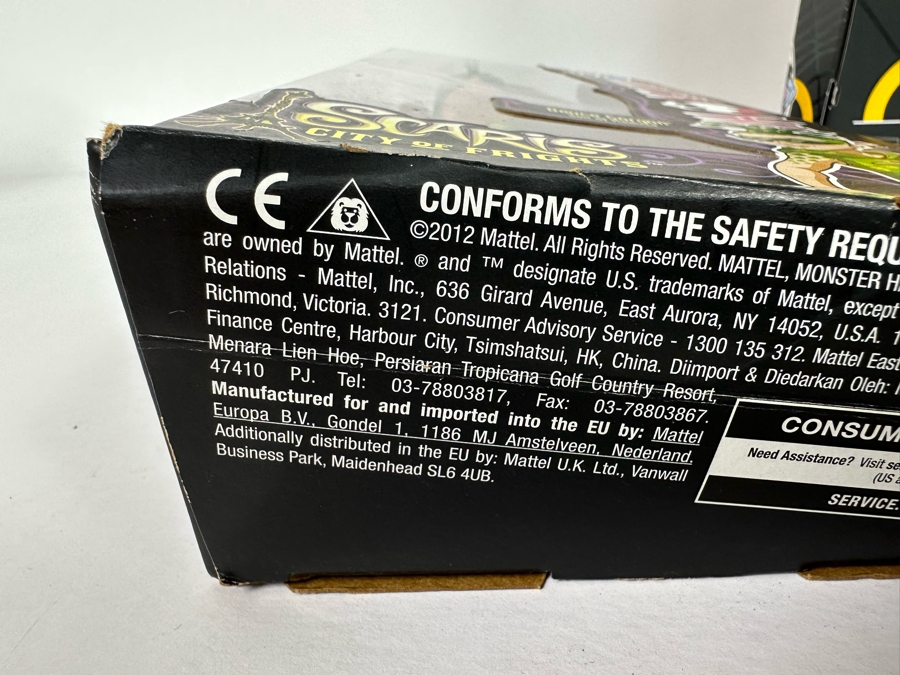 SCARIS
CITY OF FRIGHTS
CE
CONFORMS TO THE SAFETY REQU
©2012 Mattel. All Rights Reserved. MATTEL, MONSTER H
are owned by Mattel. ® and ™ designate U.S. trademarks of Mattel, except
Relations - Mattel, Inc., 636 Girard Avenue, East Aurora, NY 14052, U.S.A. 1
Richmond, Victoria. 3121. Consumer Advisory Service - 1300 135 312. Mattel East
Finance Centre, Harbour City, Tsimshatsui, HK, China. Diimport & Diedarkan Oleh:
Menara Lien Hoe, Persiaran Tropicana Golf Country Resort,
47410 PJ. Tel: 03-78803817, Fax: 03-78803867.
Manufactured for and imported into the EU by: Mattel
Europa B.V., Gondel 1, 1186 MJ Amstelveen, Nederland.
Additionally distributed in the EU by: Mattel U.K. Ltd., Vanwall
Business Park, Maidenhead SL6 4UB.
CONSUM
Need Assistance? Visit se
(US a
SERVICE.